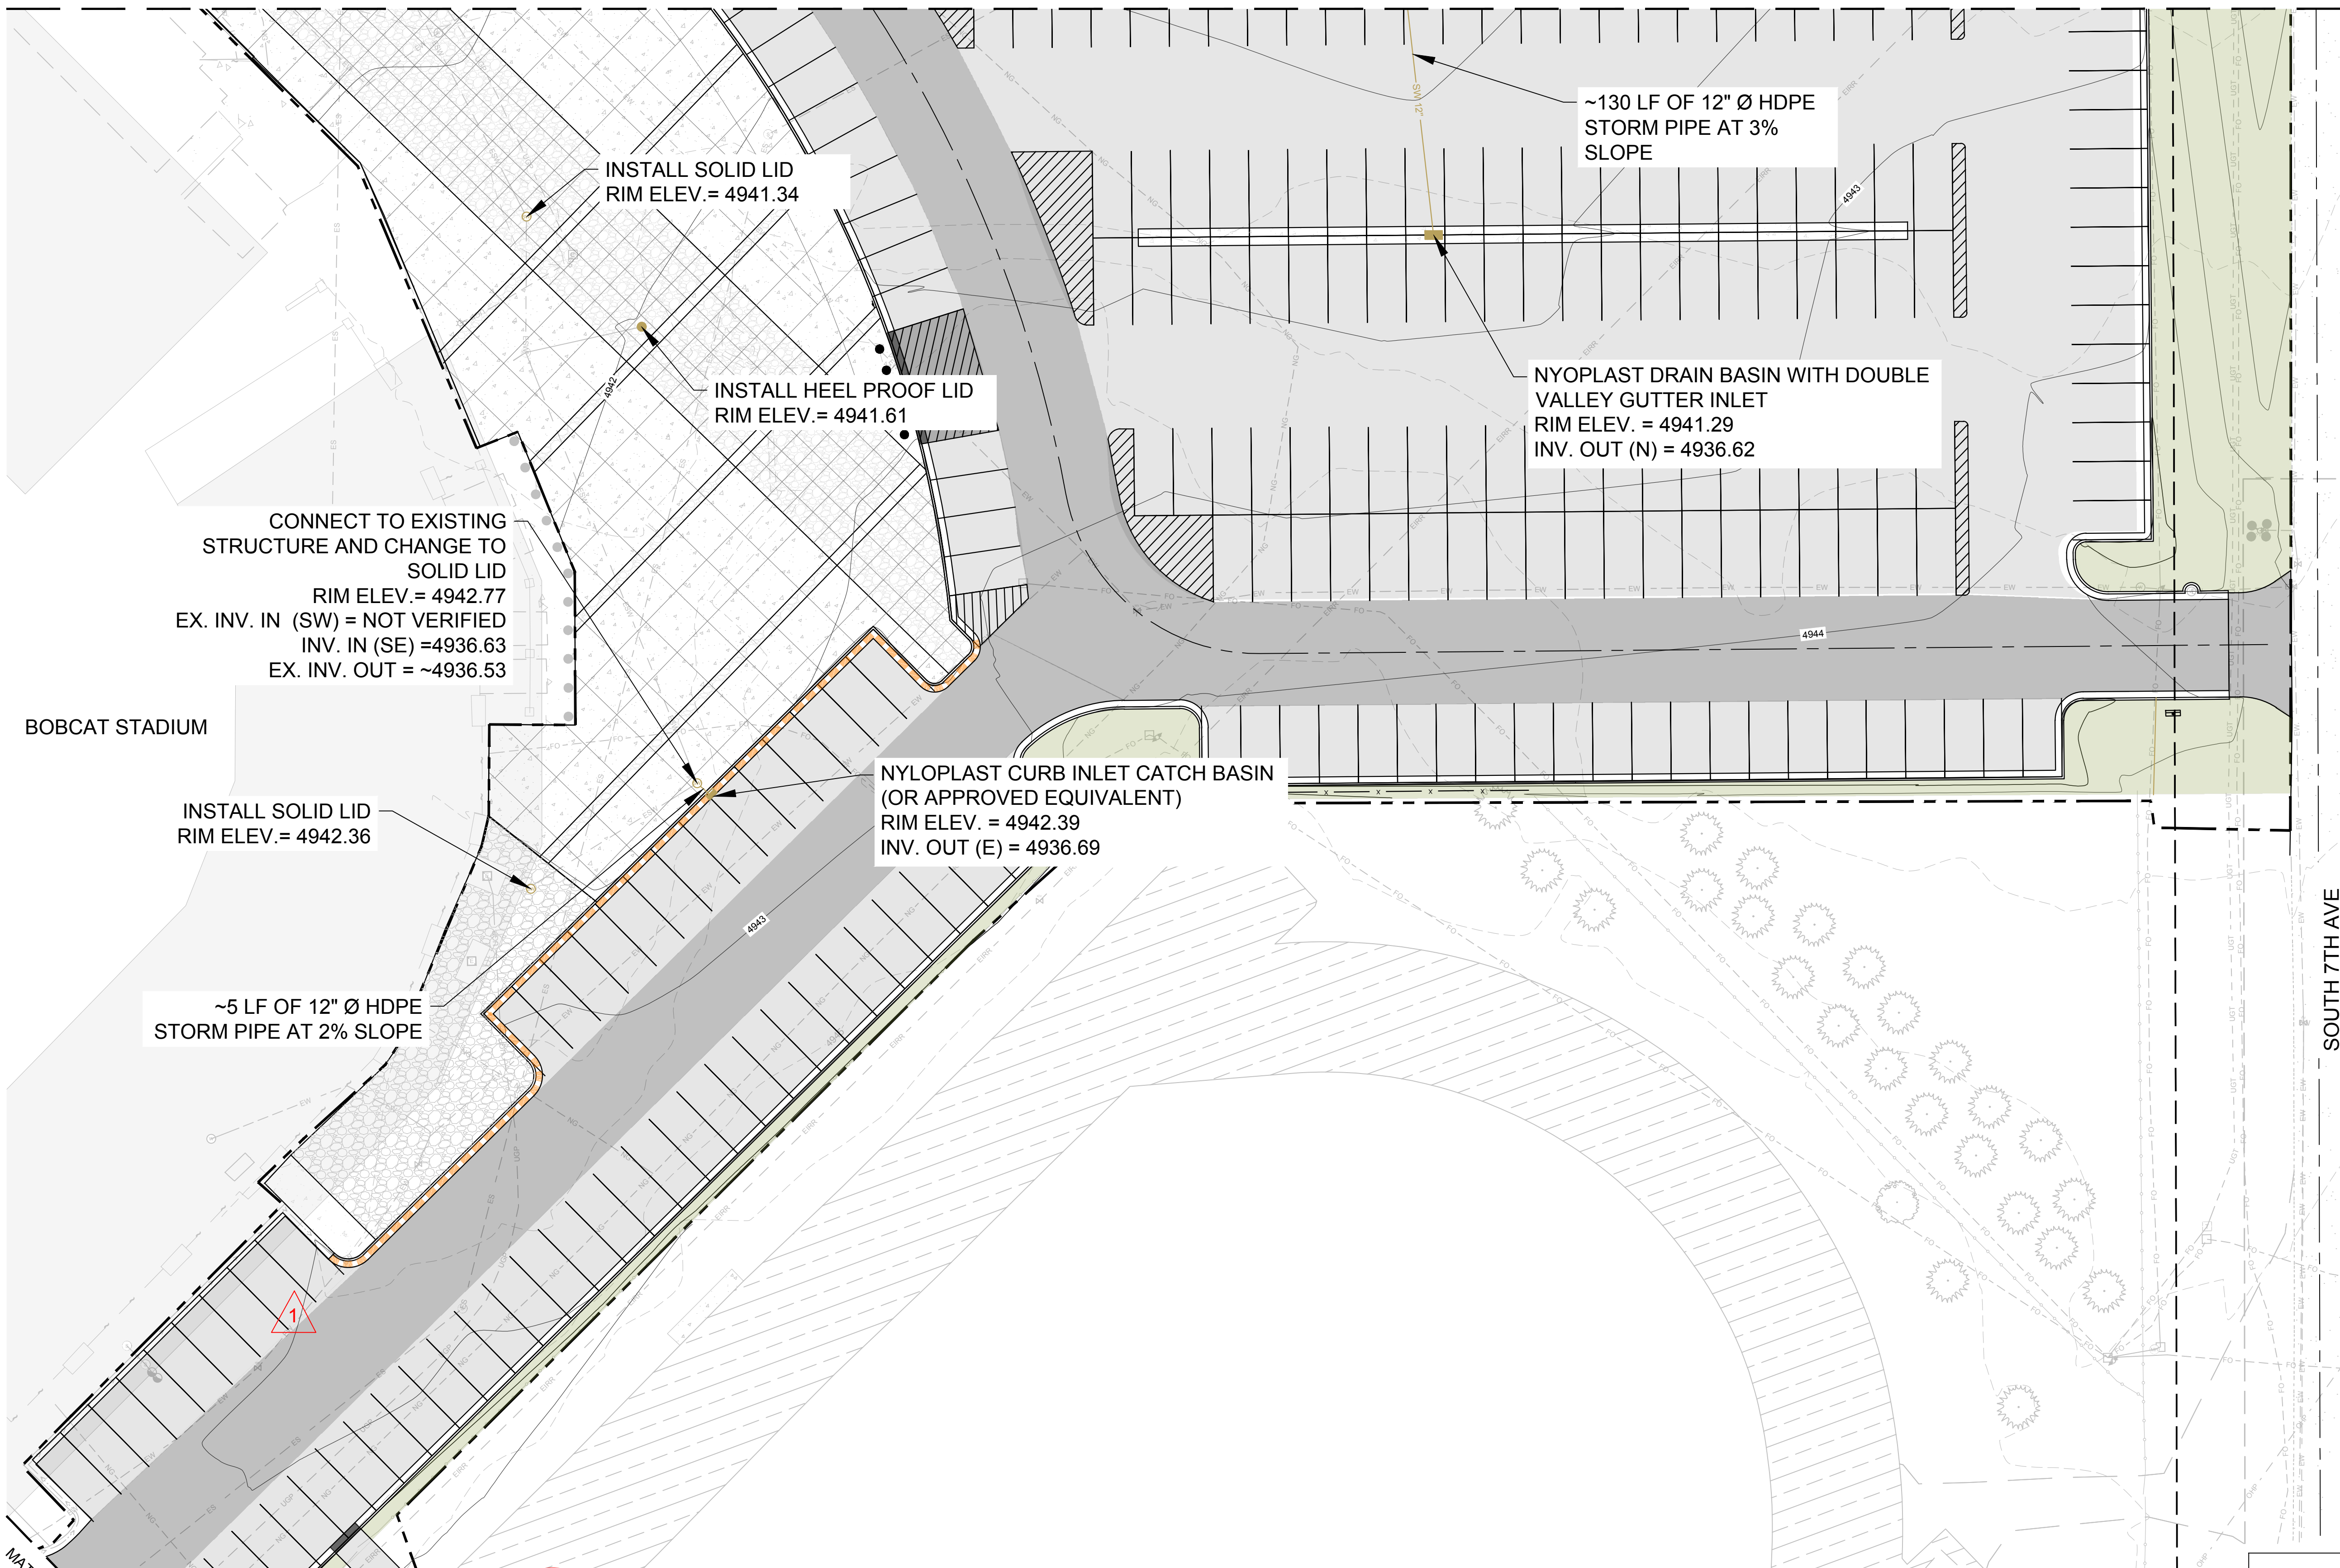 ~130 LF OF 12" Ø HDPE
STORM PIPE AT 3%
SLOPE
SW 12"
INSTALL SOLID LID
RIM ELEV.= 4941.34
4943
INSTALL HEEL PROOF LID
RIM ELEV.= 4941.61
4942
NYOPLAST DRAIN BASIN WITH DOUBLE
VALLEY GUTTER INLET
RIM ELEV. = 4941.29
INV. OUT (N) = 4936.62
CONNECT TO EXISTING
STRUCTURE AND CHANGE TO
SOLID LID
RIM ELEV.= 4942.77
EX. INV. IN (SW) = NOT VERIFIED
INV. IN (SE) =4936.63
EX. INV. OUT = ~4936.53
4944
BOBCAT STADIUM
NYLOPLAST CURB INLET CATCH BASIN
(OR APPROVED EQUIVALENT)
RIM ELEV. = 4942.39
INV. OUT (E) = 4936.69
INSTALL SOLID LID
RIM ELEV.= 4942.36
4943
SOUTH 7TH AVE
~5 LF OF 12" Ø HDPE
STORM PIPE AT 2% SLOPE
1